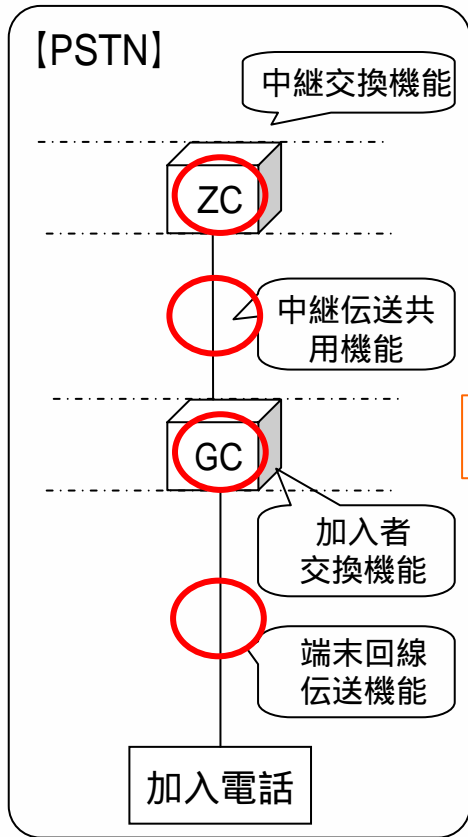 【PSTN】
中継交換機能
ZC
中継伝送共
用機能
GC
加入者
交換機能
端末回線
伝送機能
加入電話